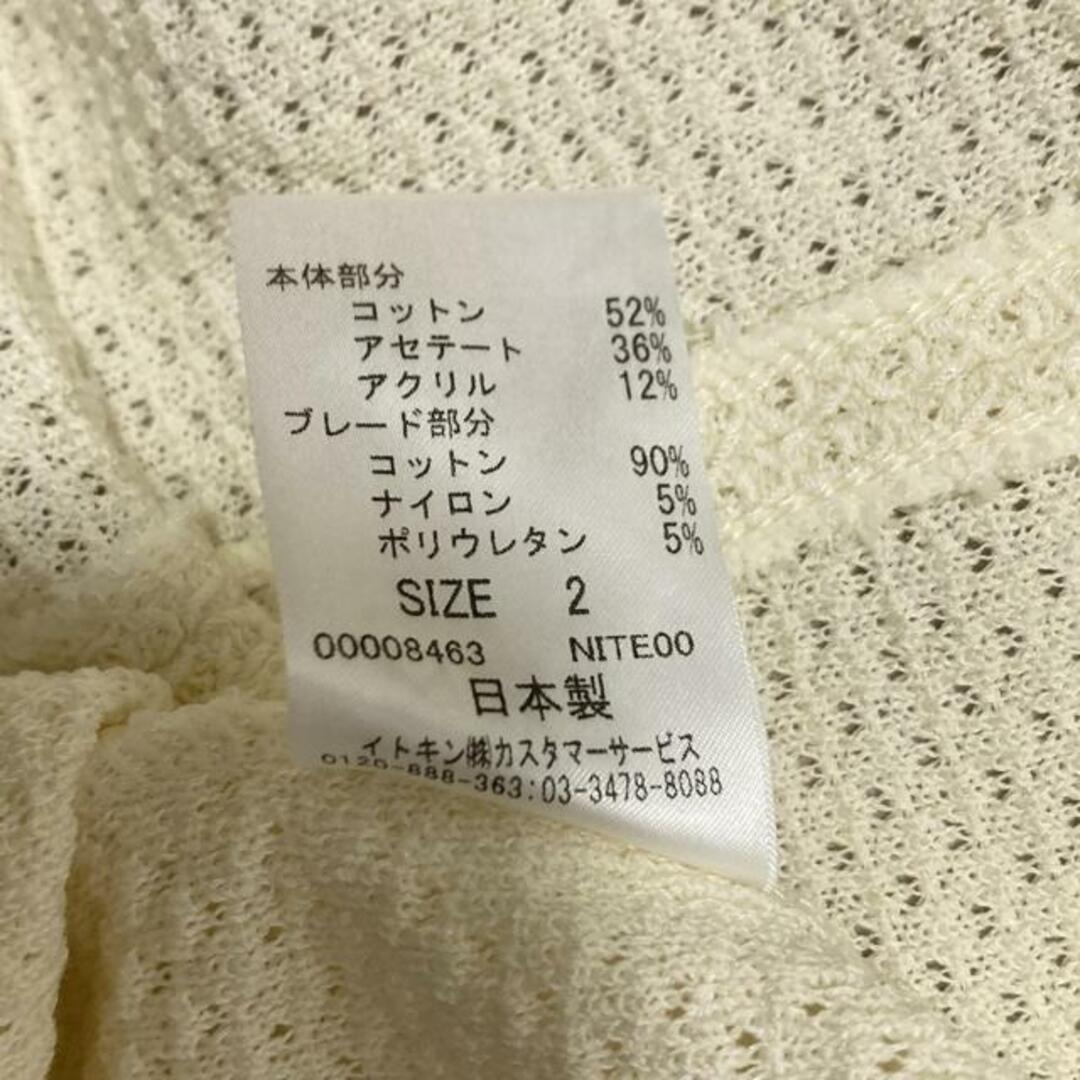 本体部分
コットン 52%
アセテート 36%
アクリル 12%
ブレード部分
コットン 90%
ナイロン 5%
ポリウレタン 5%
SIZE 2
00008463 NITE00
日本製
イトキン㈱カスタマーサービス
0120-888-363:03-3478-8088